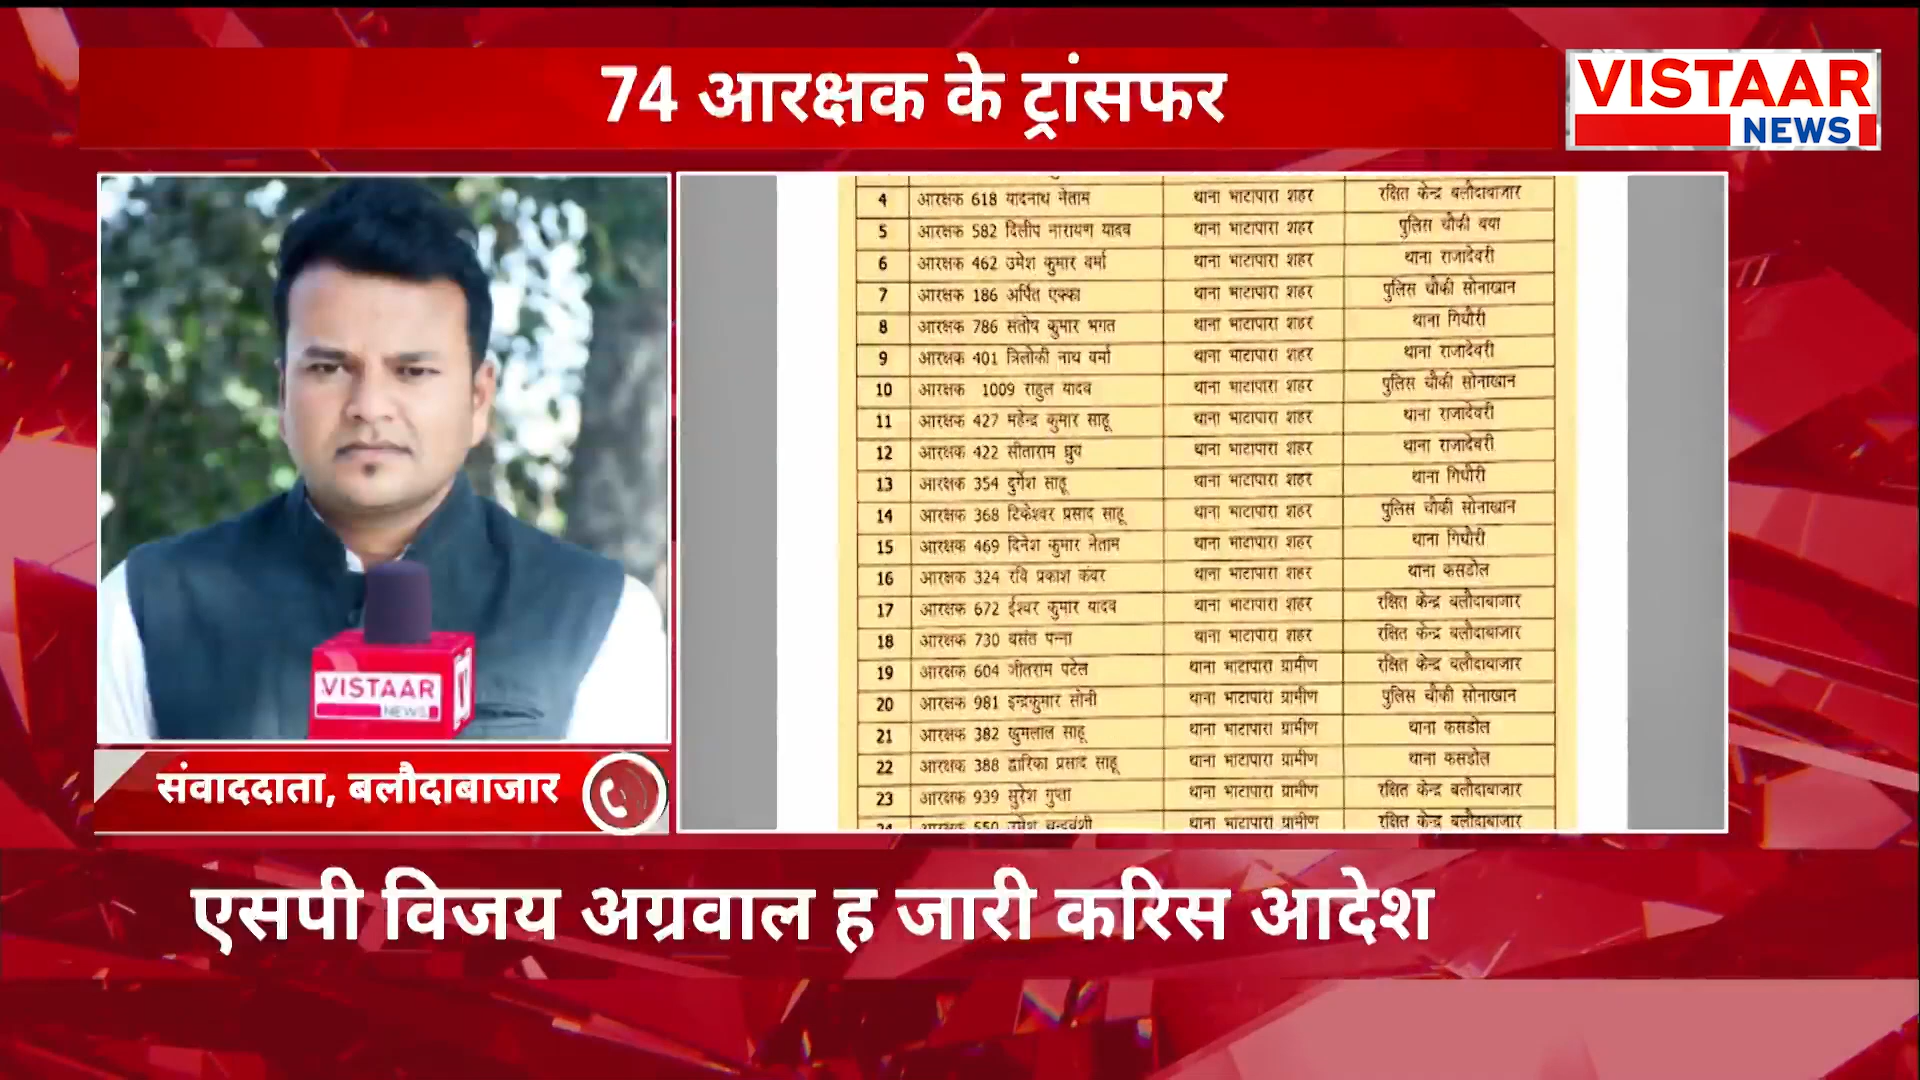 74 आरक्षक के ट्रांसफर
VISTAAR
NEWS
4 आरक्षक 618 यादनाथ नेताम थाना भाटापारा शहर रक्षित केन्द्र बलौदाबाजार
5 आरक्षक 582 दिलीप नारायण यादव थाना भाटापारा शहर पुलिस चौकी बया
6 आरक्षक 462 उमेश कुमार वर्मा थाना भाटापारा शहर थाना राजादेवरी
7 आरक्षक 186 अर्पित एक्का थाना भाटापारा शहर पुलिस चौकी सोनाखान
8 आरक्षक 786 संतोष कुमार भगत थाना भाटापारा शहर थाना गिधौरी
9 आरक्षक 401 त्रिलोकी नाथ वर्मा थाना भाटापारा शहर थाना राजादेवरी
10 आरक्षक 1009 राहुल यादव थाना भाटापारा शहर पुलिस चौकी सोनाखान
11 आरक्षक 427 महेन्द्र कुमार साहू थाना भाटापारा शहर थाना राजादेवरी
12 आरक्षक 422 सीताराम ध्रुव थाना भाटापारा शहर थाना राजादेवरी
13 आरक्षक 354 दुर्गेश साहू थाना भाटापारा शहर थाना गिधौरी
14 आरक्षक 368 टिकेश्वर प्रसाद साहू थाना भाटापारा शहर पुलिस चौकी सोनाखान
15 आरक्षक 469 दिनेश कुमार नेताम थाना भाटापारा शहर थाना गिधौरी
16 आरक्षक 324 रवि प्रकाश कंवर थाना भाटापारा शहर थाना कसडोल
17 आरक्षक 672 ईश्वर कुमार यादव थाना भाटापारा शहर रक्षित केन्द्र बलौदाबाजार
18 आरक्षक 730 बसंत पन्ना थाना भाटापारा शहर रक्षित केन्द्र बलौदाबाजार
19 आरक्षक 604 जीतराम पटेल थाना भाटापारा ग्रामीण रक्षित केन्द्र बलौदाबाजार
20 आरक्षक 981 इन्द्रकुमार सोनी थाना भाटापारा ग्रामीण पुलिस चौकी सोनाखान
21 आरक्षक 382 खुमलाल साहू थाना भाटापारा ग्रामीण थाना कसडोल
22 आरक्षक 388 द्वारिका प्रसाद साहू थाना भाटापारा ग्रामीण थाना कसडोल
23 आरक्षक 939 सुरेश गुप्ता थाना भाटापारा ग्रामीण रक्षित केन्द्र बलौदाबाजार
24 आरक्षक 550 उमेश चन्द्रवंशी थाना भाटापारा ग्रामीण रक्षित केन्द्र बलौदाबाजार
VISTAAR
NEWS
संवाददाता, बलौदाबाजार
एसपी विजय अग्रवाल ह जारी करिस आदेश